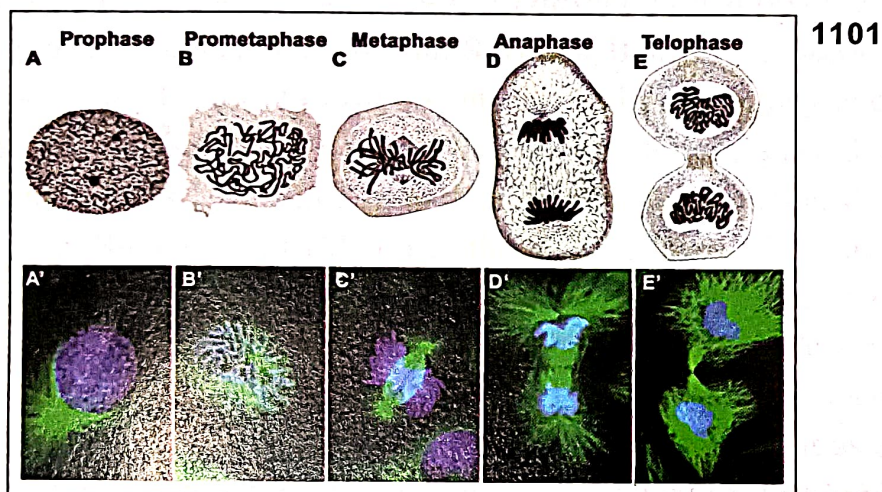 1101
Prophase Prometaphase Metaphase Anaphase Telophase
A B C D E
A' B' C' D' E'